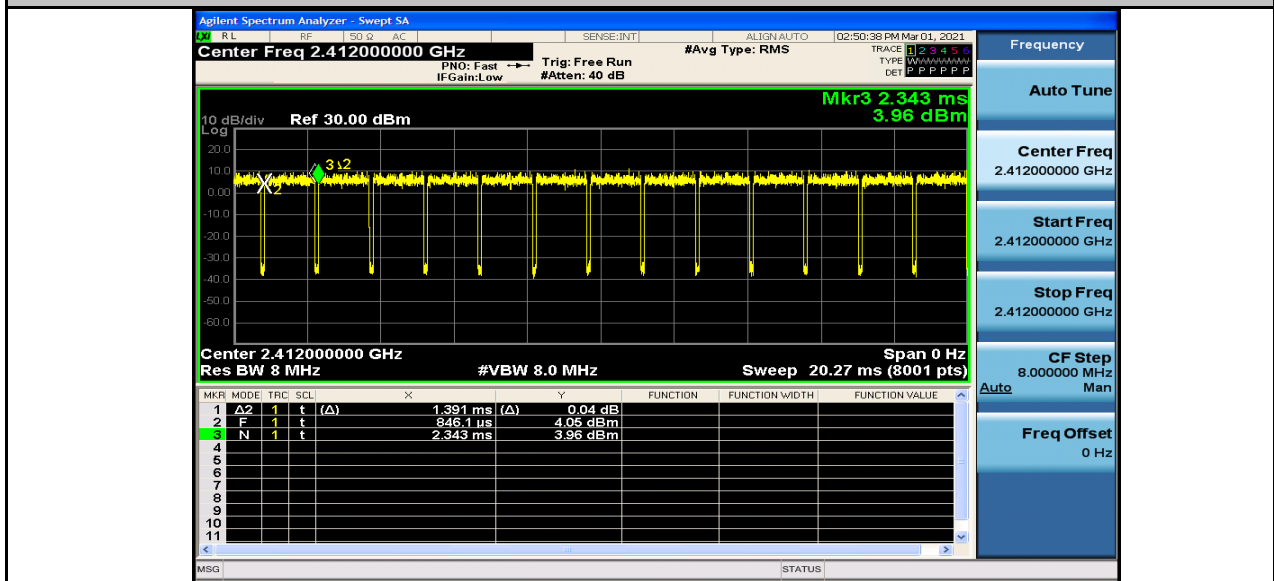 Agilent Spectrum Analyzer - Swept SA
LXI RL RF 50 Ω AC SENSE:INT ALIGN AUTO 02:50:38 PM Mar 01, 2021
Center Freq 2.412000000 GHz
PNO: Fast
IFGain:Low
Trig: Free Run
#Atten: 40 dB
#Avg Type: RMS
TRACE 1 2 3 4 5 6
TYPE WWWWWW
DET P P P P P P
Mkr3 2.343 ms
3.96 dBm
10 dB/div Ref 30.00 dBm
Log
20.0
10.0
0.00
-10.0
-20.0
-30.0
-40.0
-50.0
-60.0
X2
3Δ2
Center 2.412000000 GHz Span 0 Hz
Res BW 8 MHz #VBW 8.0 MHz Sweep 20.27 ms (8001 pts)
MKR MODE TRC SCL X Y FUNCTION FUNCTION WIDTH FUNCTION VALUE
1 Δ2 1 t (Δ) 1.391 ms (Δ) 0.04 dB
2 F 1 t 846.1 µs 4.05 dBm
3 N 1 t 2.343 ms 3.96 dBm
4
5
6
7
8
9
10
11
MSG STATUS
Frequency
Auto Tune
Center Freq
2.412000000 GHz
Start Freq
2.412000000 GHz
Stop Freq
2.412000000 GHz
CF Step
8.000000 MHz
Auto Man
Freq Offset
0 Hz